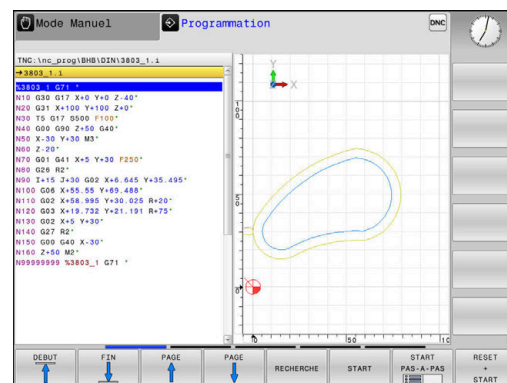 Mode Manuel
Programmation
DNC
TNC:\nc_prog\BHB\DIN\3803_1.i
→3803_1.i
%3803_1 G71 *
N10 G30 G17 X+0 Y+0 Z-40*
N20 G31 X+100 Y+100 Z+0*
N30 T5 G17 S500 F100*
N40 G00 G90 Z+50 G40*
N50 X-30 Y+30 M3*
N60 Z-20*
N70 G01 G41 X+5 Y+30 F250*
N80 G26 R2*
N90 I+15 J+30 G02 X+6.645 Y+35.495*
N100 G06 X+55.55 Y+69.488*
N110 G02 X+58.995 Y+30.025 R+20*
N120 G03 X+19.732 Y+21.191 R+75*
N130 G02 X+5 Y+30*
N140 G27 R2*
N150 G00 G40 X-30*
N160 Z+50 M2*
N99999999 %3803_1 G71 *
Y
X
100
50
0
0
50
DEBUT
FIN
PAGE
PAGE
RECHERCHE
START
START
PAS-A-PAS
RESET
+
START